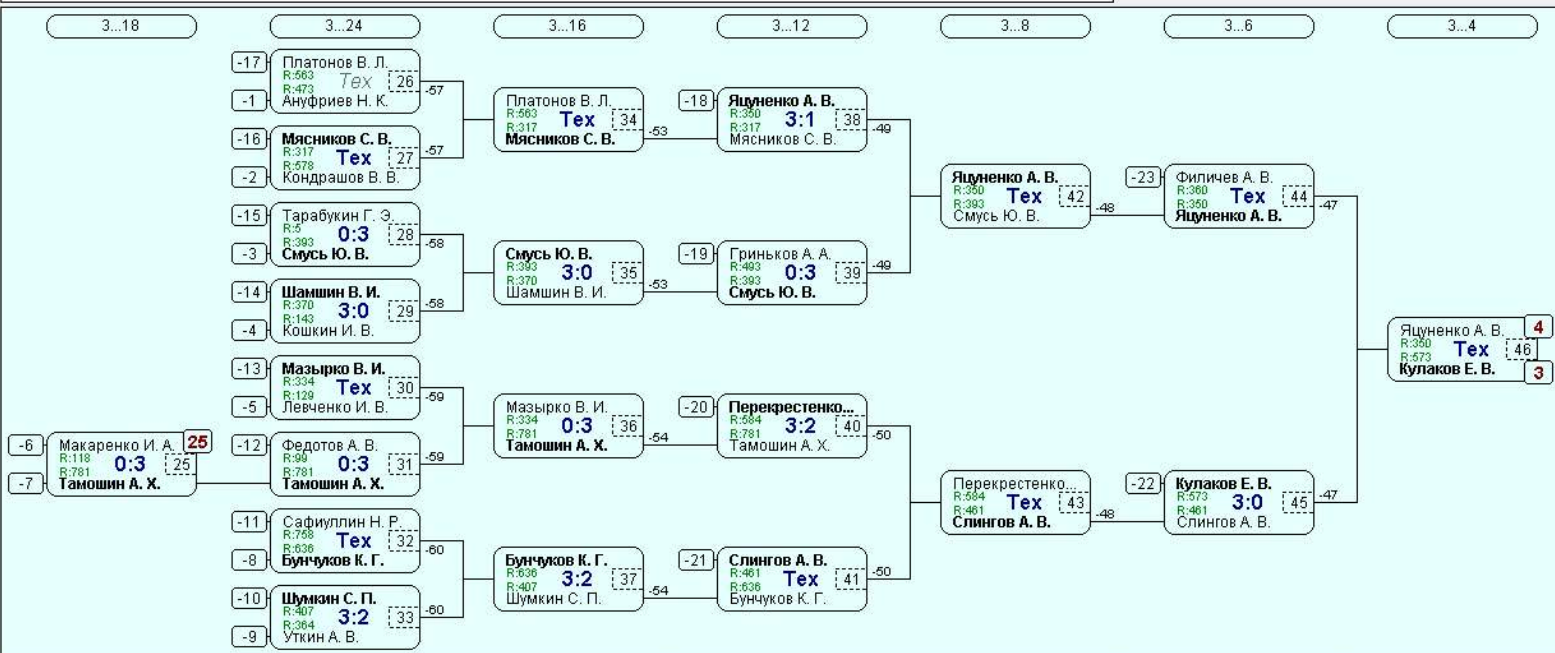 3...18
3...24
3...16
3...12
3...8
3...6
3...4
-6
Макаренко И. А.
25
R:118
R:781
0:3
25
-7
Тамошин А. Х.
-17
Платонов В. Л.
R:563
R:473
Тех
26
-57
-1
Ануфриев Н. К.
-16
Мясников С. В.
R:317
R:578
Тех
27
-57
-2
Кондрашов В. В.
-15
Тарабукин Г. Э.
R:5
R:393
0:3
28
-58
-3
Смусь Ю. В.
-14
Шамшин В. И.
R:370
R:143
3:0
29
-58
-4
Кошкин И. В.
-13
Мазырко В. И.
R:334
R:129
Тех
30
-59
-5
Левченко И. В.
-12
Федотов А. В.
R:99
R:781
0:3
31
-59
Тамошин А. Х.
-11
Сафиуллин Н. Р.
R:758
R:636
Тех
32
-60
-8
Бунчуков К. Г.
-10
Шумкин С. П.
R:407
R:364
3:2
33
-60
-9
Уткин А. В.
Платонов В. Л.
R:563
R:317
Тех
34
-53
Мясников С. В.
Смусь Ю. В.
R:393
R:370
3:0
35
-53
Шамшин В. И.
Мазырко В. И.
R:334
R:781
0:3
36
-54
Тамошин А. Х.
Бунчуков К. Г.
R:636
R:407
3:2
37
-54
Шумкин С. П.
-18
Яцуненко А. В.
R:350
R:317
3:1
38
-49
Мясников С. В.
-19
Гриньков А. А.
R:493
R:393
0:3
39
-49
Смусь Ю. В.
-20
Перекрестенко...
R:584
R:781
3:2
40
-50
Тамошин А. Х.
-21
Слингов А. В.
R:461
R:636
Тех
41
-50
Бунчуков К. Г.
Яцуненко А. В.
R:350
R:393
Тех
42
-48
Смусь Ю. В.
Перекрестенко...
R:584
R:461
Тех
43
-48
Слингов А. В.
-23
Филичев А. В.
R:360
R:350
Тех
44
-47
Яцуненко А. В.
-22
Кулаков Е. В.
R:573
R:461
3:0
45
-47
Слингов А. В.
Яцуненко А. В.
4
R:350
R:573
Тех
46
Кулаков Е. В.
3